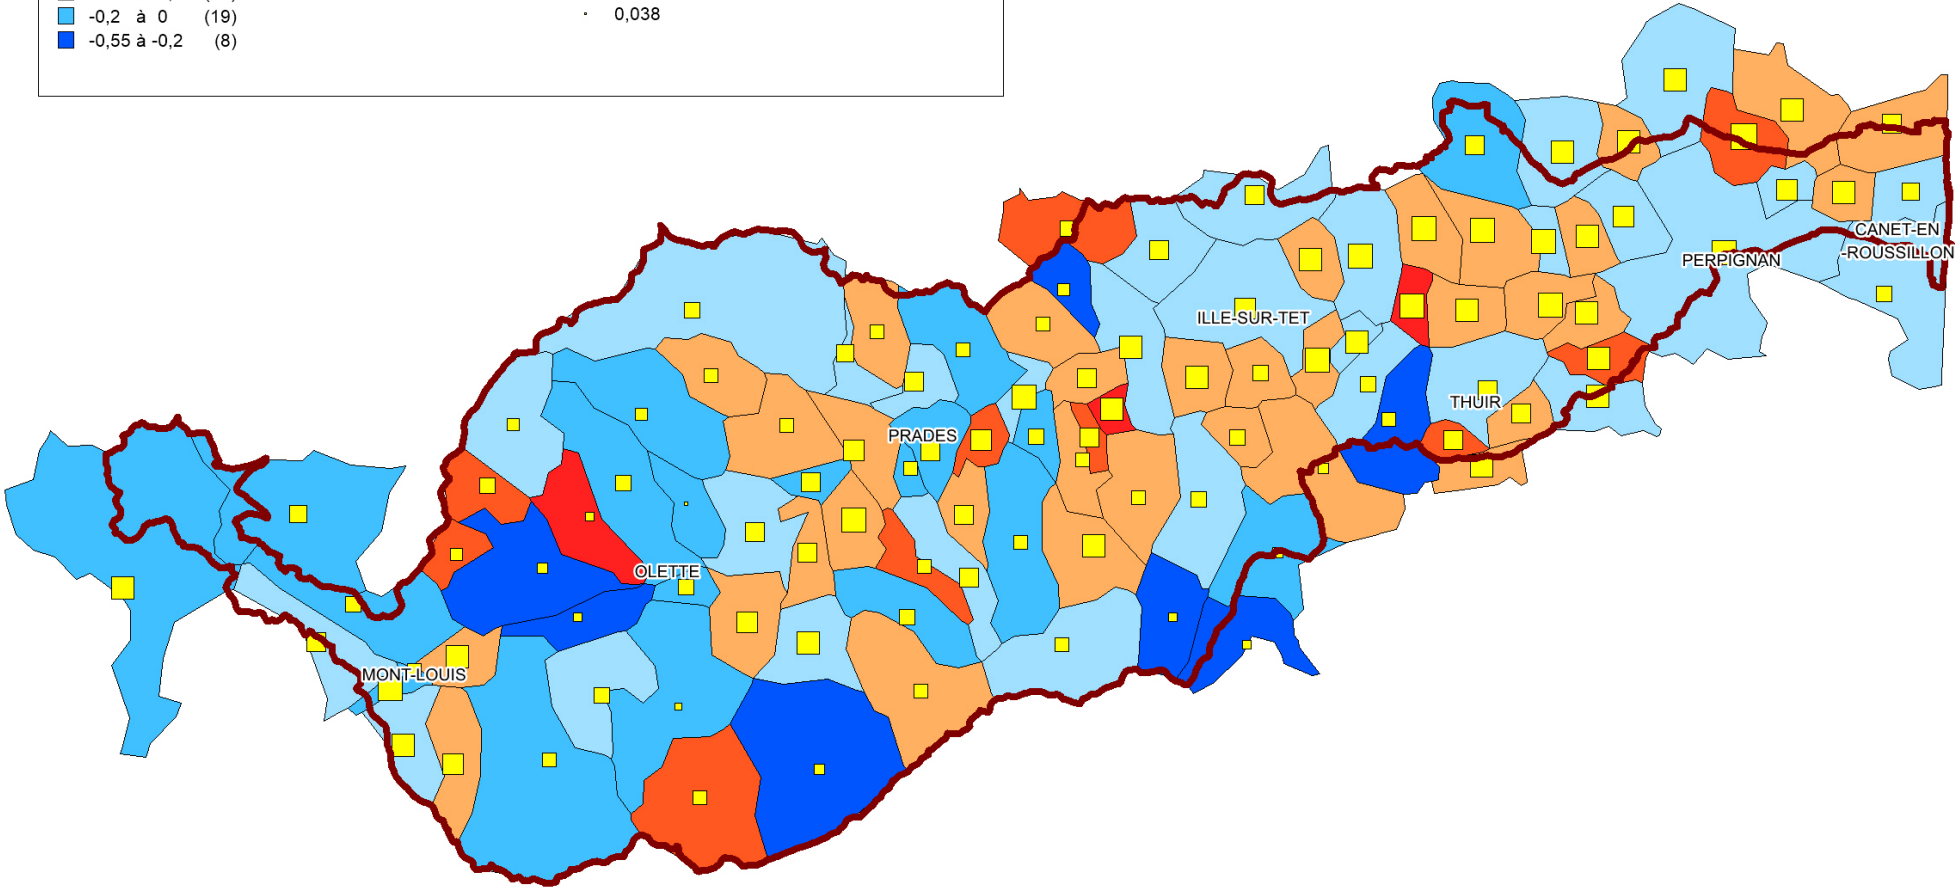 -0,2 à 0 (19)
0,038
-0,55 à -0,2 (8)
CANET-EN
-ROUSSILLON
PERPIGNAN
ILLE-SUR-TET
THUIR
PRADES
OLETTE
MONT-LOUIS